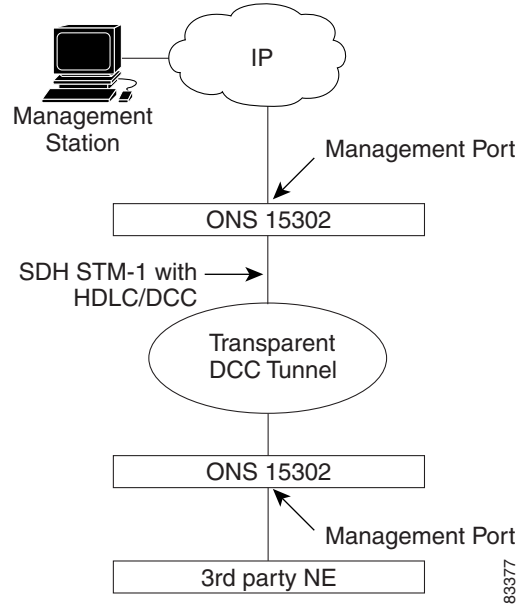 IP
Management
Station
Management Port
ONS 15302
SDH STM-1 with
HDLC/DCC
Transparent
DCC Tunnel
ONS 15302
Management Port
3rd party NE
83377